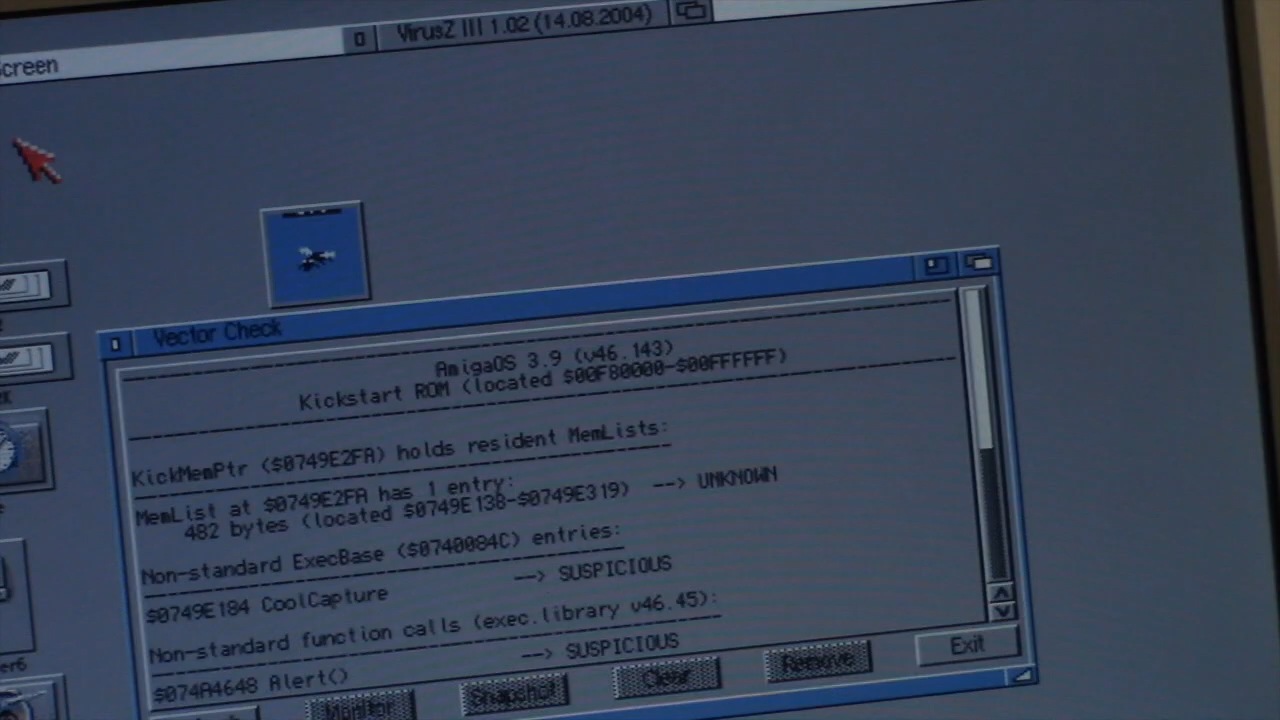 VirusZ III 1.02 (14.08.2004)
Screen
Vector Check
AmigaOS 3.9 (v46.143)
Kickstart ROM (located $00F80000-$00FFFFFF)
KickMemPtr ($0749E2FA) holds resident MemLists:
MemList at $0749E2FA has 1 entry:
482 bytes (located $0749E138-$0749E319) --> UNKNOWN
Non-standard ExecBase ($0740084C) entries:
$0749E184 CoolCapture --> SUSPICIOUS
Non-standard function calls (exec.library v46.45):
$074A4648 Alert() --> SUSPICIOUS
Monitor
Snapshot
Clear
Remove
Exit